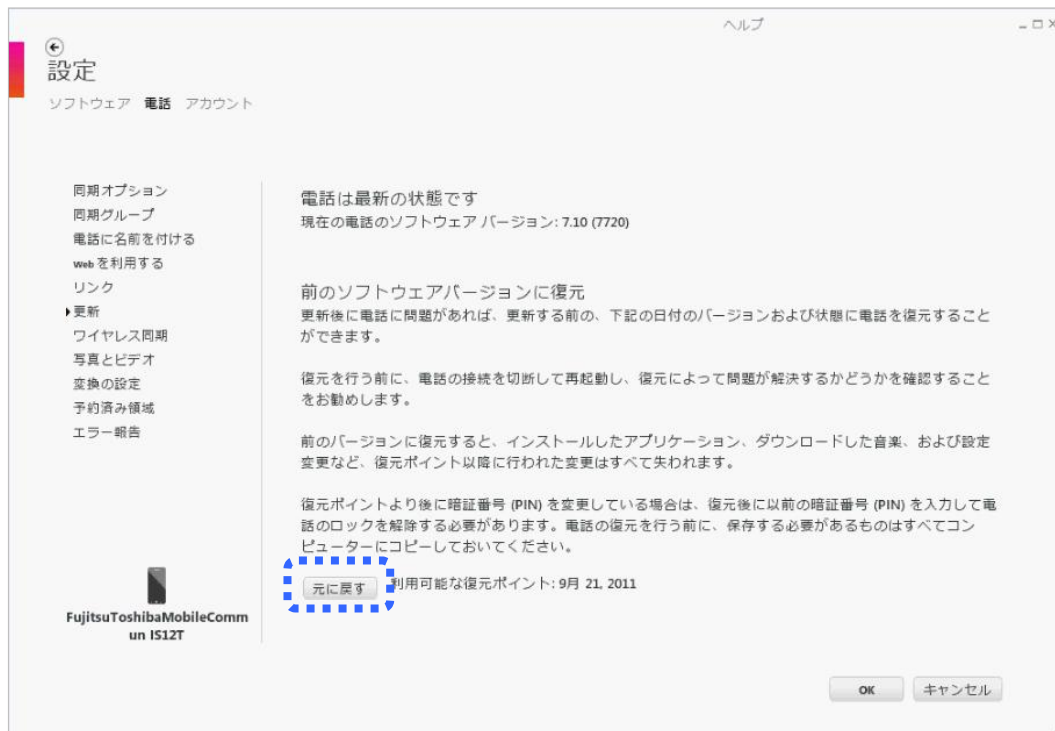 ヘルプ
設定
ソフトウェア 電話 アカウント
同期オプション
同期グループ
電話に名前を付ける
Web を利用する
リンク
更新
ワイヤレス同期
写真とビデオ
変換の設定
予約済み領域
エラー報告
FujitsuToshibaMobileComm
un IS12T
電話は最新の状態です
現在の電話のソフトウェア バージョン: 7.10 (7720)
前のソフトウェアバージョンに復元
更新後に電話に問題があれば、更新する前の、下記の日付のバージョンおよび状態に電話を復元すること
ができます。
復元を行う前に、電話の接続を切断して再起動し、復元によって問題が解決するかどうかを確認すること
をお勧めします。
前のバージョンに復元すると、インストールしたアプリケーション、ダウンロードした音楽、および設定
変更など、復元ポイント以降に行われた変更はすべて失われます。
復元ポイントより後に暗証番号 (PIN) を変更している場合は、復元後に以前の暗証番号 (PIN) を入力して電
話のロックを解除する必要があります。電話の復元を行う前に、保存する必要があるものはすべてコン
ピューターにコピーしておいてください。
元に戻す 利用可能な復元ポイント: 9月 21, 2011
OK キャンセル